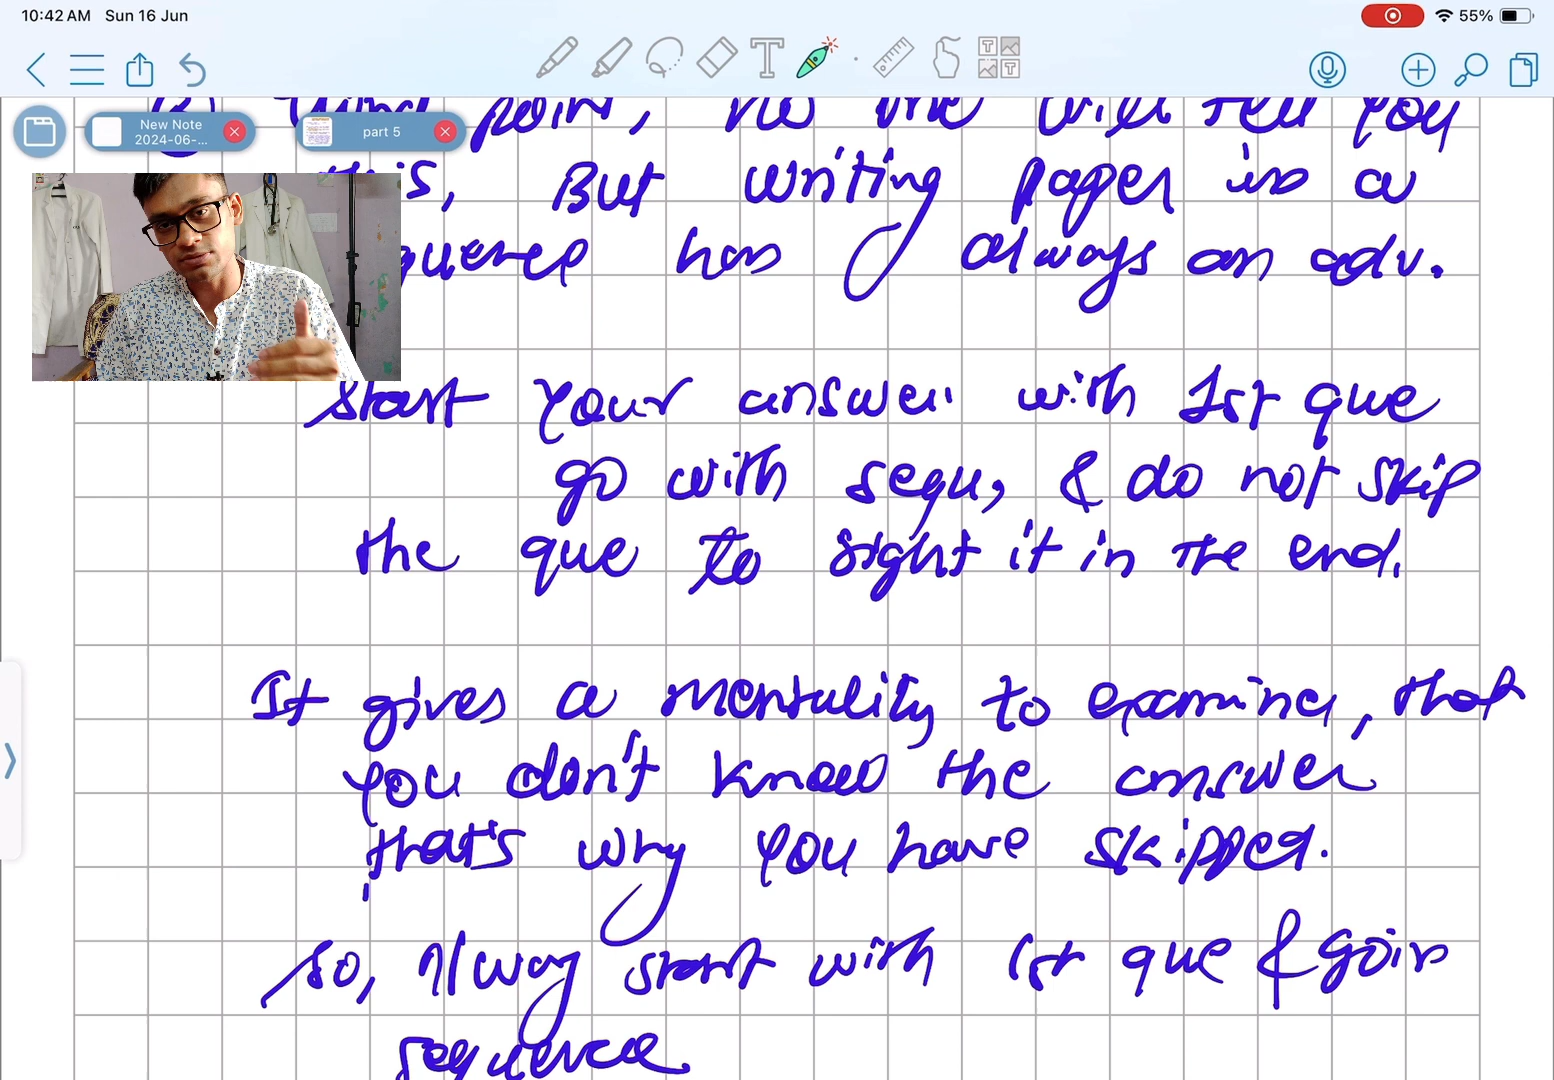 10:42 AM Sun 16 Jun
55%
New Note
2024-06-...
part 5
point, no one will tell you
this, But writing paper in a
has always an adv.
start your answer with 1st que
go with sequ, & do not skip
the que to sight it in the end.
It gives a mentality to examiner, that
you don't know the answer
that's why you have skipped.
so, Alway start with 1st que & go in
sequence.